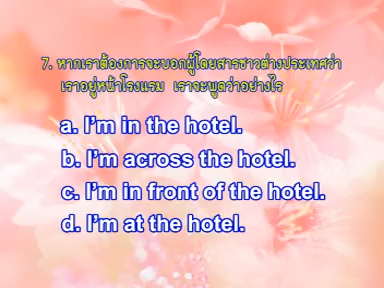 7. หากเราต้องการจะบอกผู้โดยสารชาวต่างประเทศว่า
เราอยู่หน้าโรงแรม เราจะพูดว่าอย่างไร
a. I'm in the hotel.
b. I'm across the hotel.
c. I'm in front of the hotel.
d. I'm at the hotel.